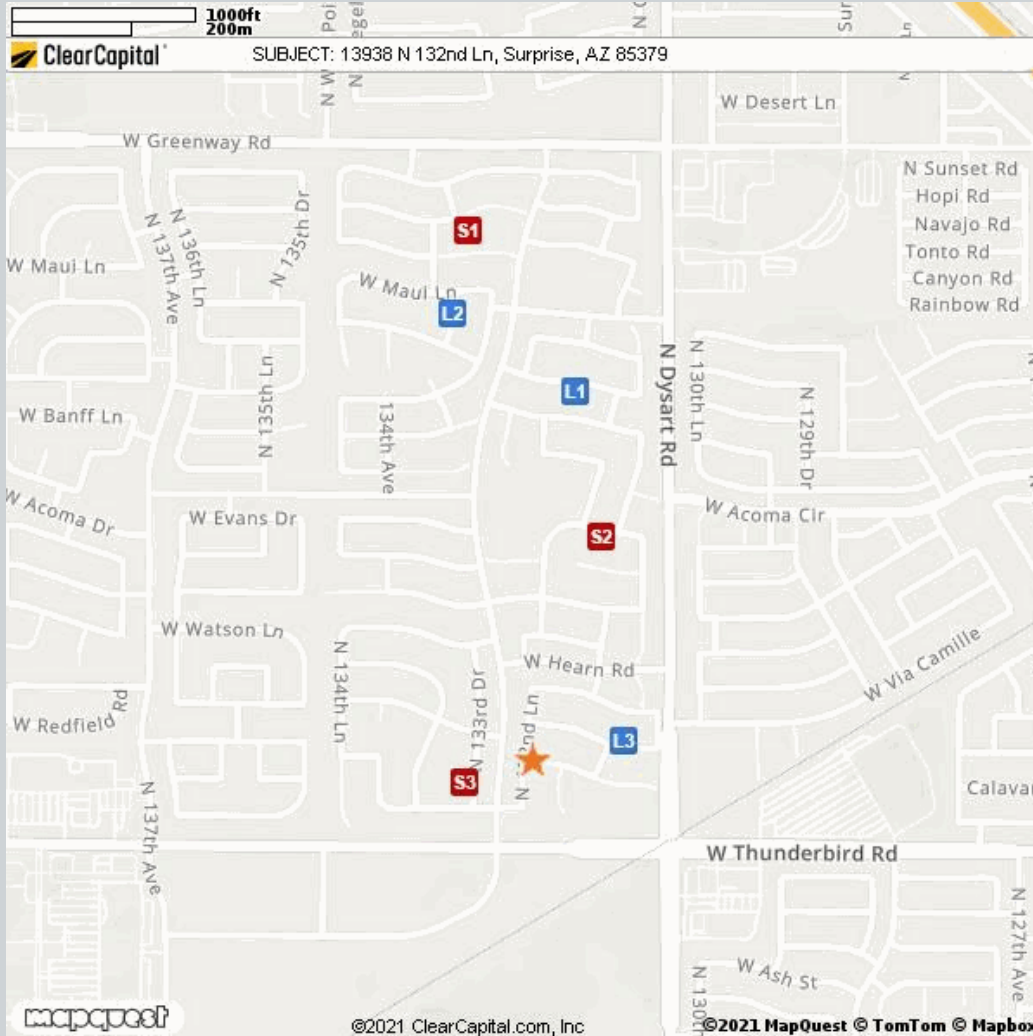 1000ft
200m
ClearCapital
SUBJECT: 13938 N 132nd Ln, Surprise, AZ 85379
W Desert Ln
W Greenway Rd
N Sunset Rd
Hopi Rd
Navajo Rd
Tonto Rd
Canyon Rd
Rainbow Rd
N 137th Ave
N 136th Ln
N 135th Dr
S1
W Maui Ln
W Maui Ln
L2
L1
N Dysart Rd
N 130th Ln
N 129th Dr
N 135th Ln
134th Ave
W Banff Ln
W Acoma Dr
W Evans Dr
W Acoma Cir
S2
W Watson Ln
N 134th Ln
W Hearn Rd
W Via Camille
W Redfield Rd
N 133rd Dr
L3
S3
N 137th Ave
W Thunderbird Rd
N 127th Ave
W Ash St
mapquest
©2021 ClearCapital.com, Inc
©2021 MapQuest © TomTom © Mapbox